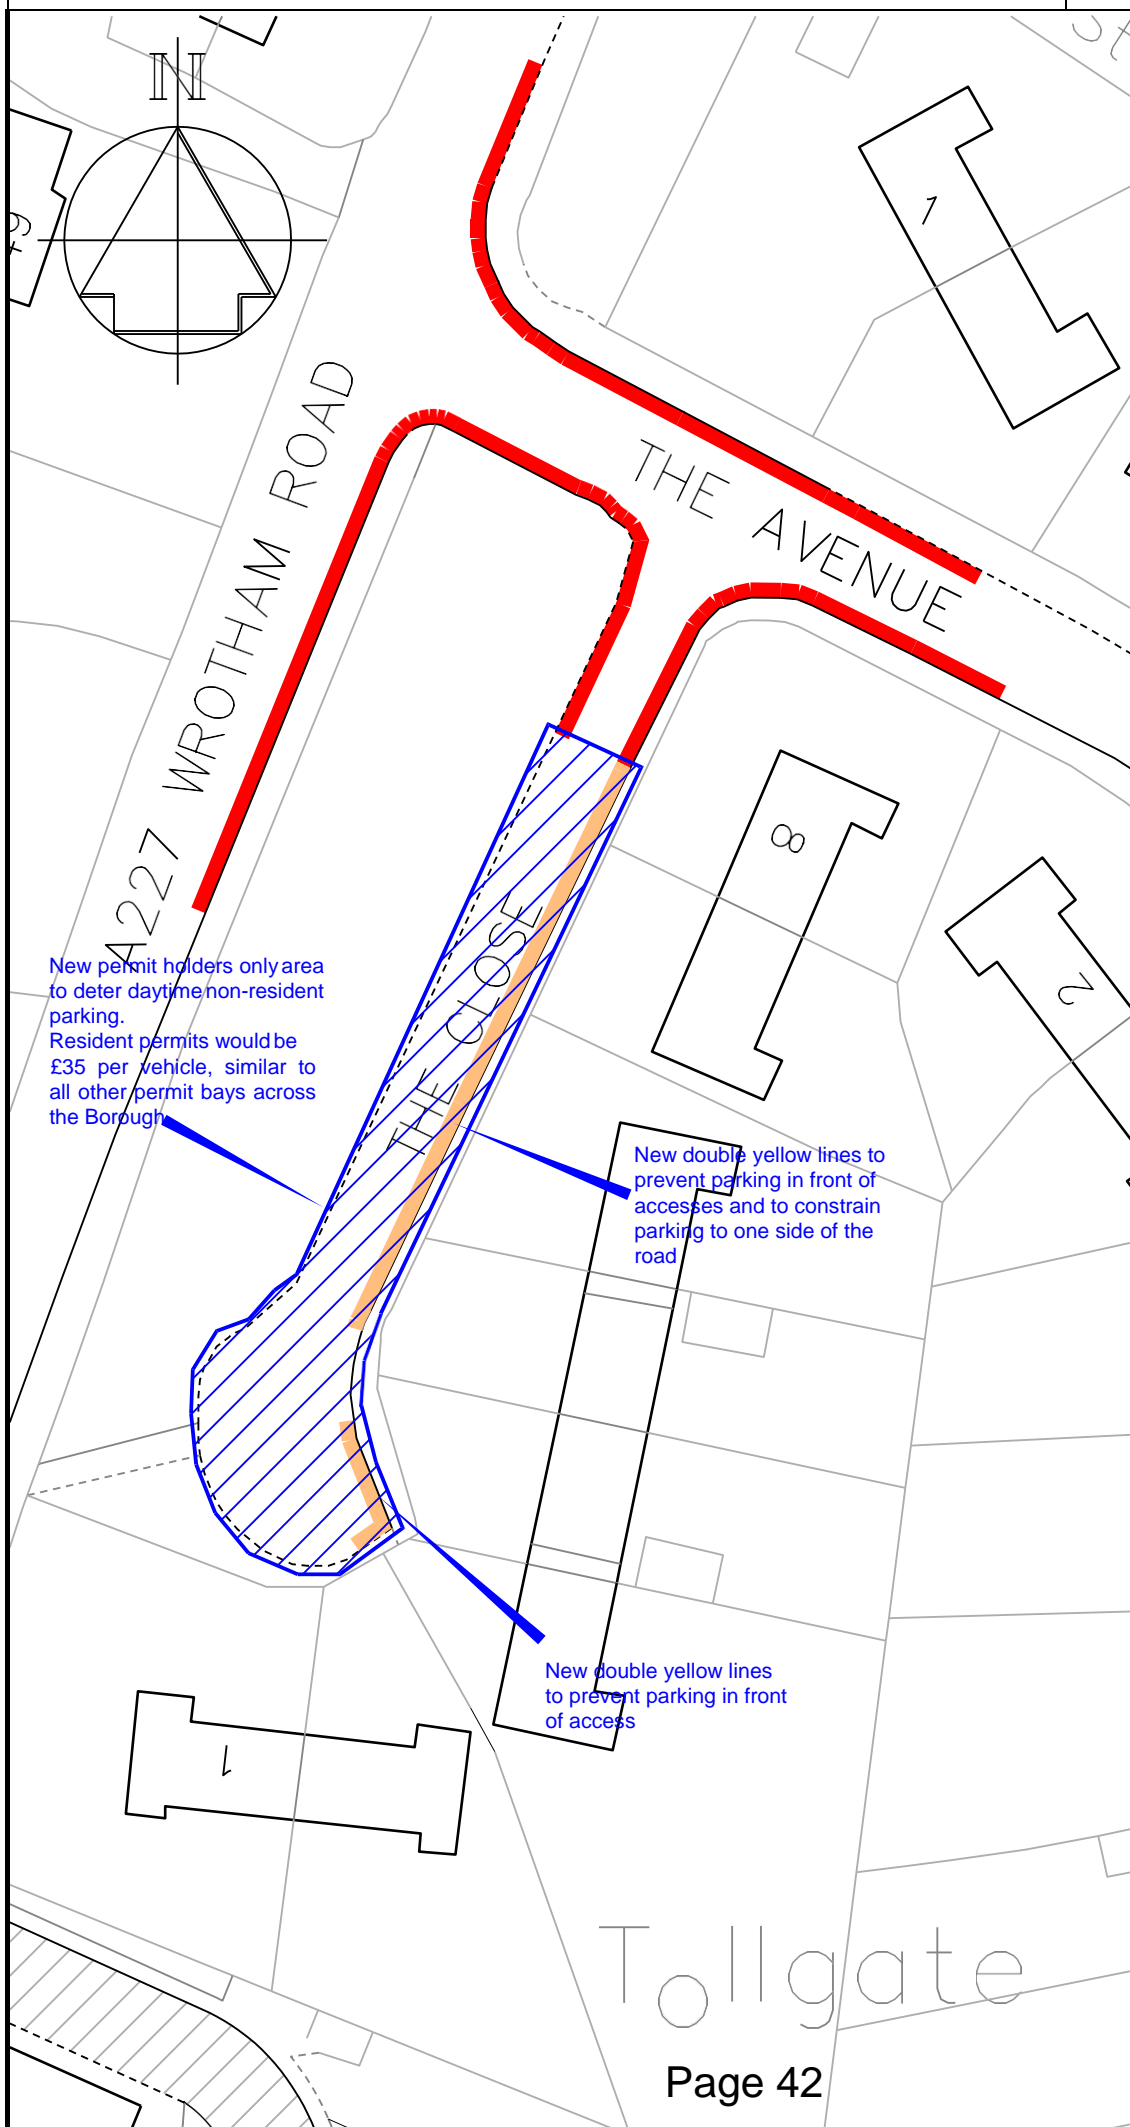 St
N
1
49
THE AVENUE
A227 WROTHAM ROAD
8
2
THE CLOSE
New permit holders only area
to deter daytime non-resident
parking.
Resident permits would be
£35 per vehicle, similar to
all other permit bays across
the Borough
New double yellow lines to
prevent parking in front of
accesses and to constrain
parking to one side of the
road
New double yellow lines
to prevent parking in front
of access
1
Tollgate
Page 42